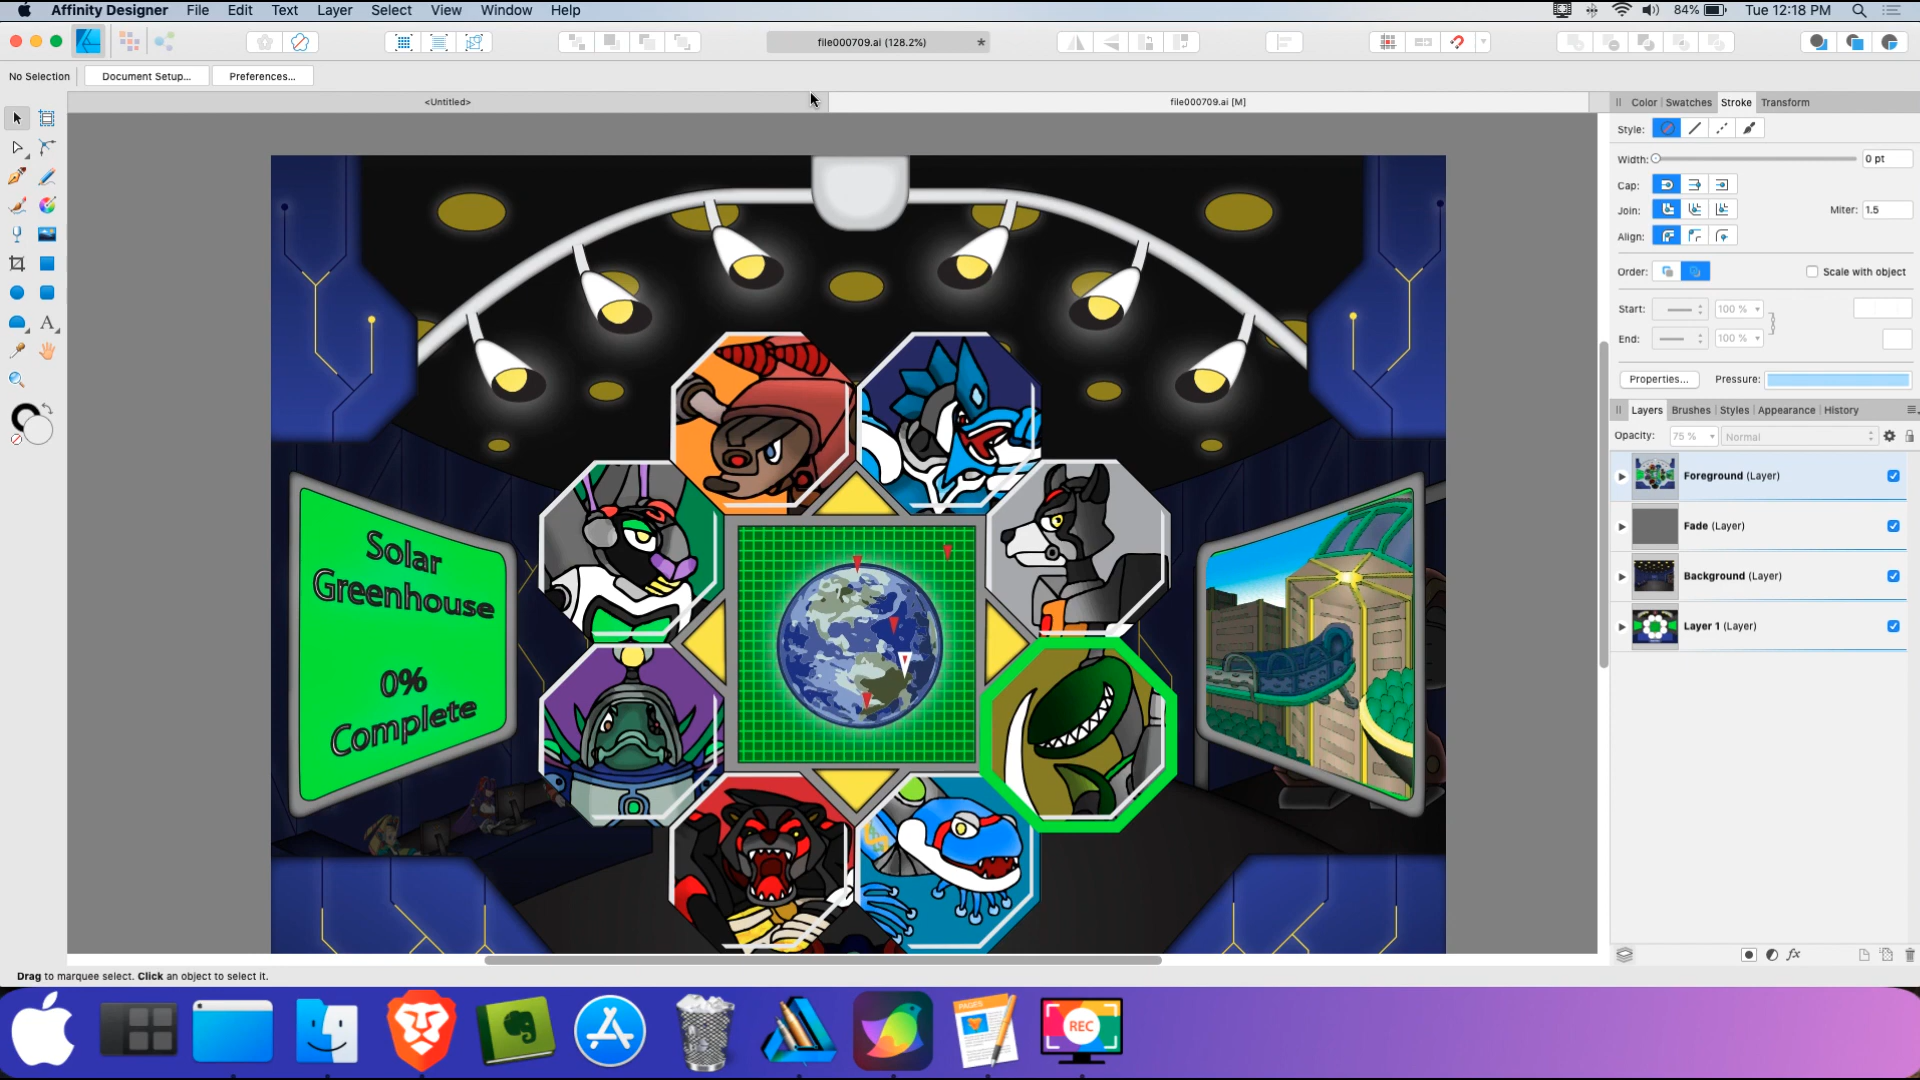 Affinity Designer File Edit Text Layer Select View Window Help
84% Tue 12:18 PM
file000709.ai (128.2%)
No Selection Document Setup... Preferences...
<Untitled>
file000709.ai [M]
Color Swatches Stroke Transform
Style:
Width: 0 pt
Cap:
Join: Miter: 1.5
Align:
Order: Scale with object
Start: 100 %
End: 100 %
Properties... Pressure:
Layers Brushes Styles Appearance History
Opacity: 75 % Normal
Foreground (Layer)
Fade (Layer)
Background (Layer)
Layer 1 (Layer)
fx
Solar
Greenhouse
0%
Complete
Drag to marquee select. Click an object to select it.
PAGES
REC